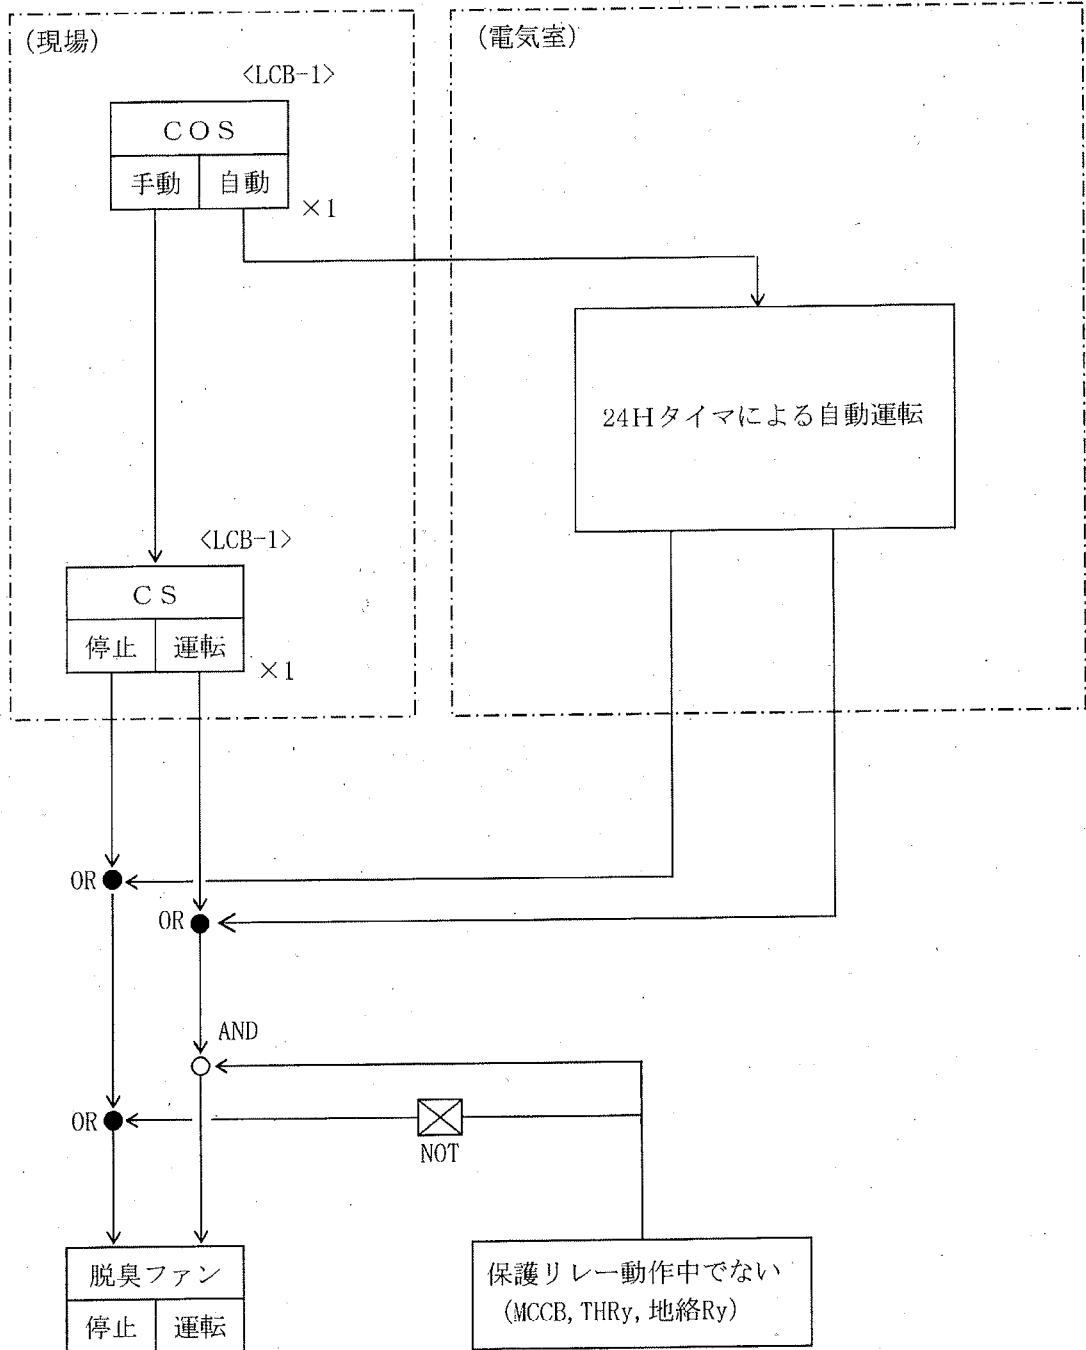 (現場)
(電気室)
<LCB-1>
COS
手動 自動
×1
24Hタイマによる自動運転
<LCB-1>
CS
停止 運転
×1
OR
OR
AND
OR
NOT
脱臭ファン
停止 運転
保護リレー動作中でない
(MCCB, THRy, 地絡Ry)